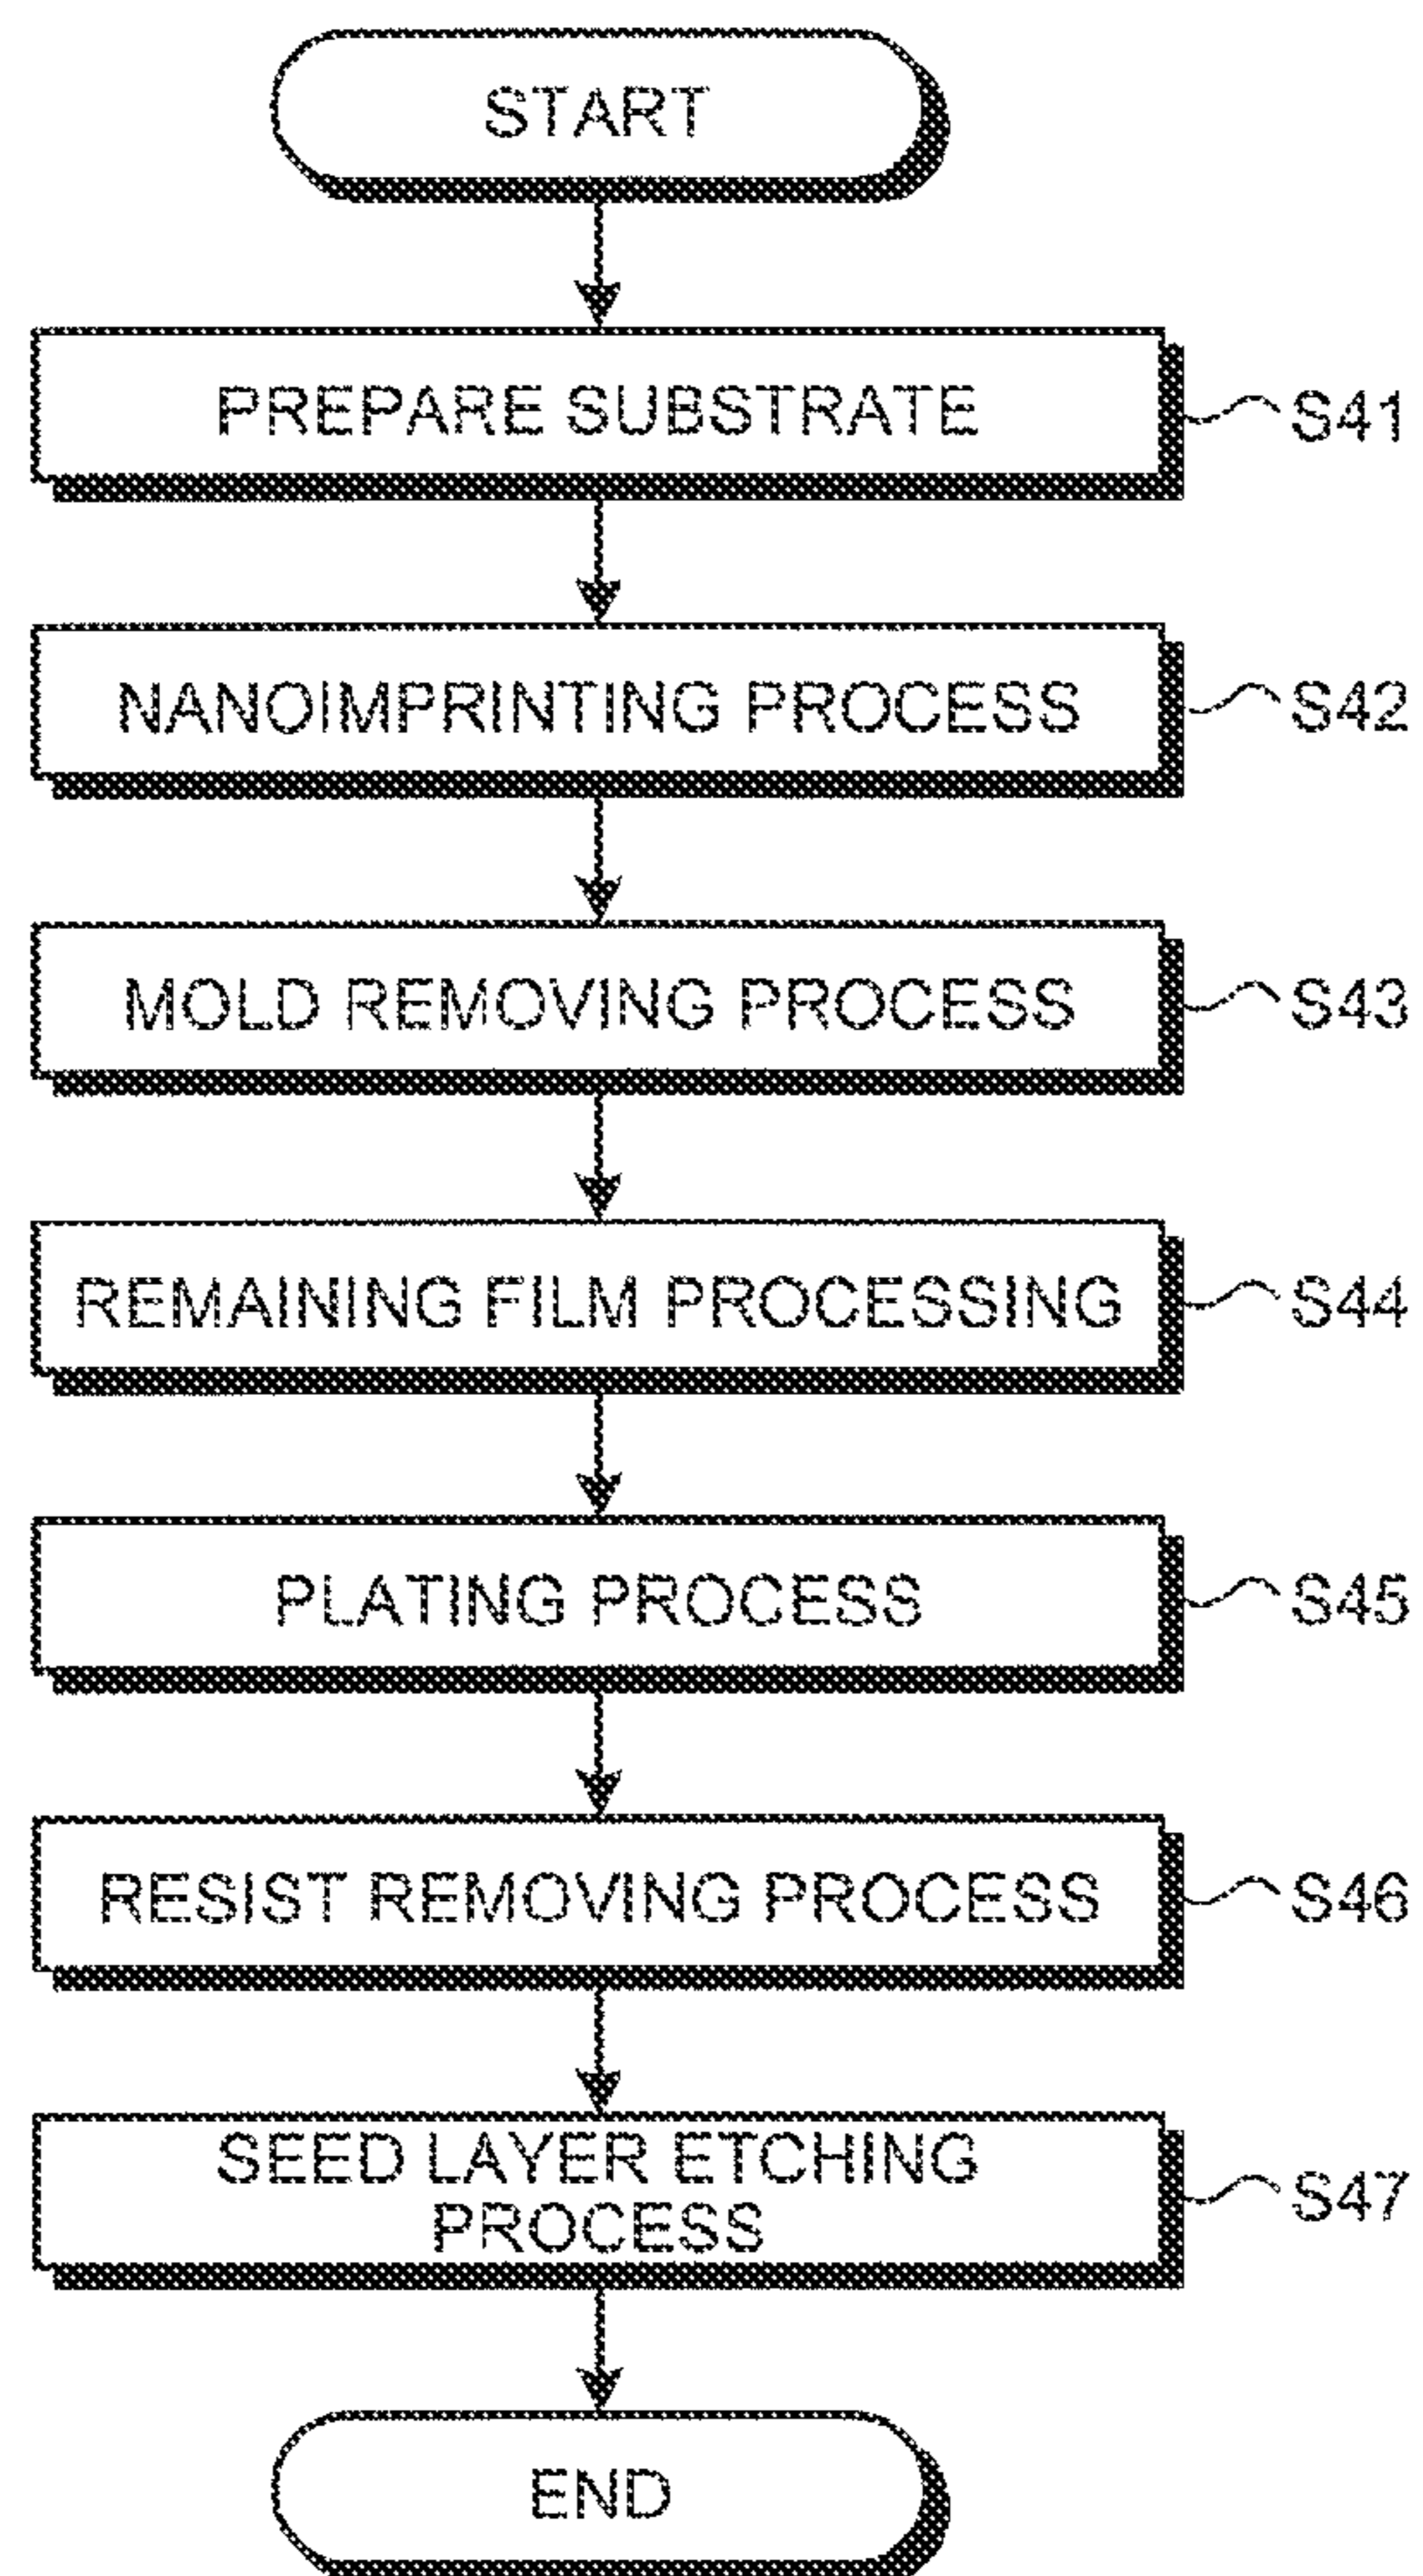 START
PREPARE SUBSTRATE
S41
NANOIMPRINTING PROCESS
S42
MOLD REMOVING PROCESS
S43
REMAINING FILM PROCESSING
S44
PLATING PROCESS
S45
RESIST REMOVING PROCESS
S46
SEED LAYER ETCHING
PROCESS
S47
END